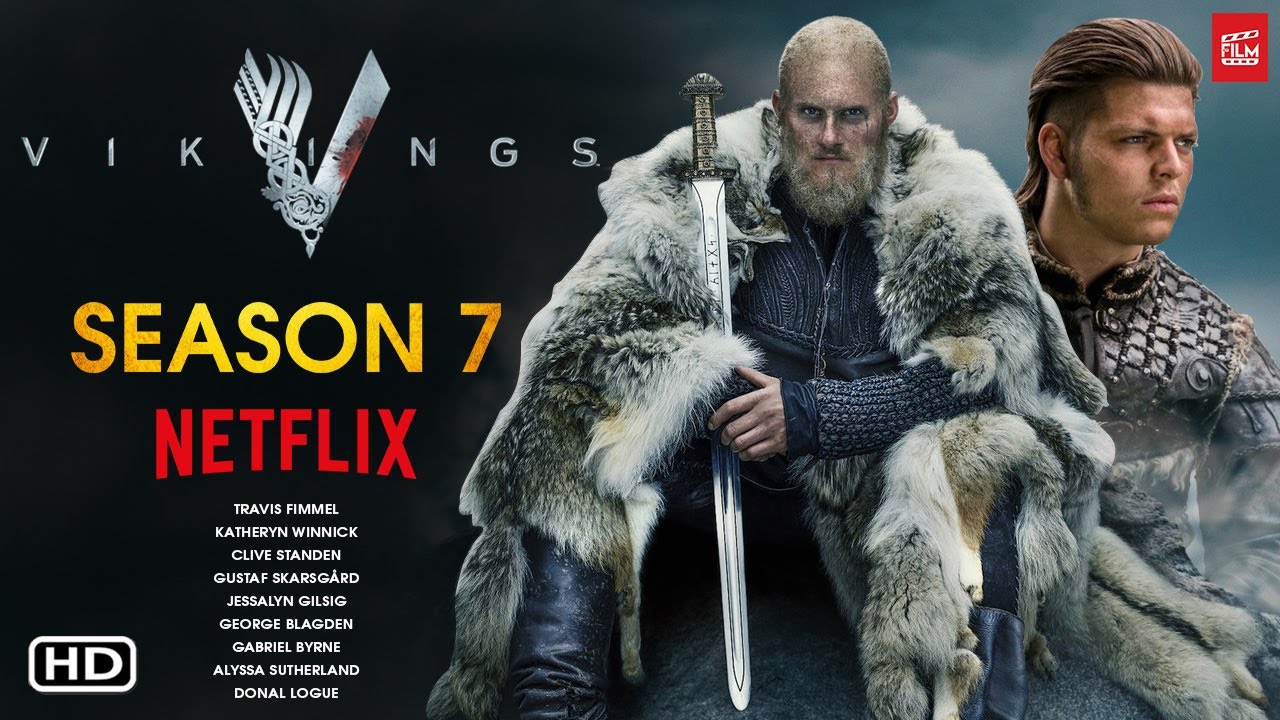 VIKINGS
SEASON 7
NETFLIX
TRAVIS FIMMEL
KATHERYN WINNICK
CLIVE STANDEN
GUSTAF SKARSGÅRD
JESSALYN GILSIG
GEORGE BLAGDEN
GABRIEL BYRNE
ALYSSA SUTHERLAND
DONAL LOGUE
HD
FILM